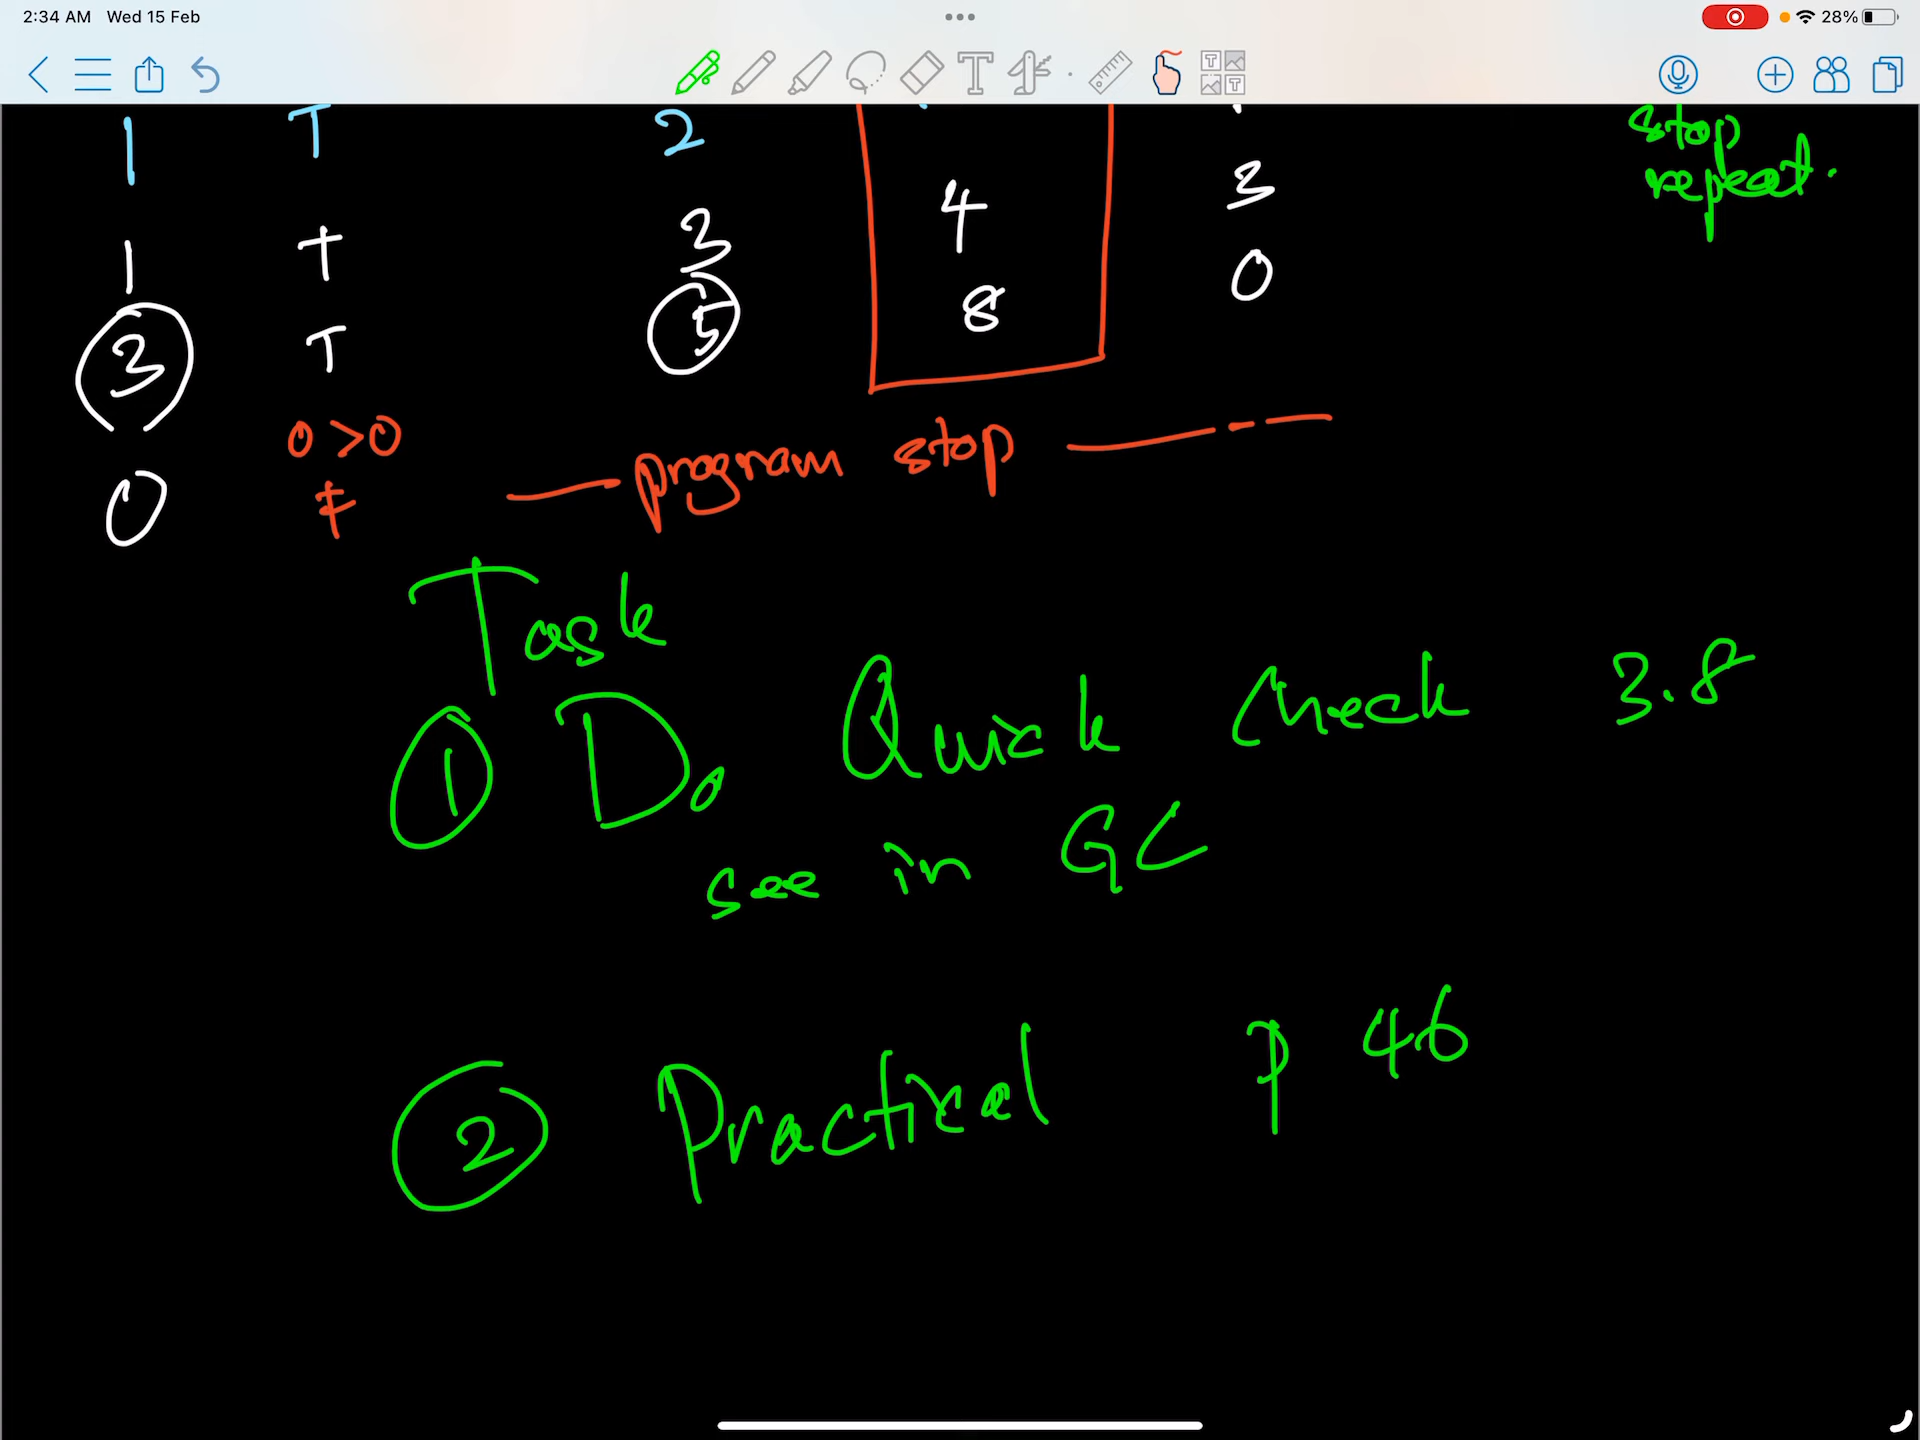 2:34 AM Wed 15 Feb 28%
1 T 2 stop
4 3 repeat.
1 T 3
8 0
3 T 5
0 >0 program stop
0 F
Task
1 Do Quick Check 3.8
see in GC
2 Practical P 46